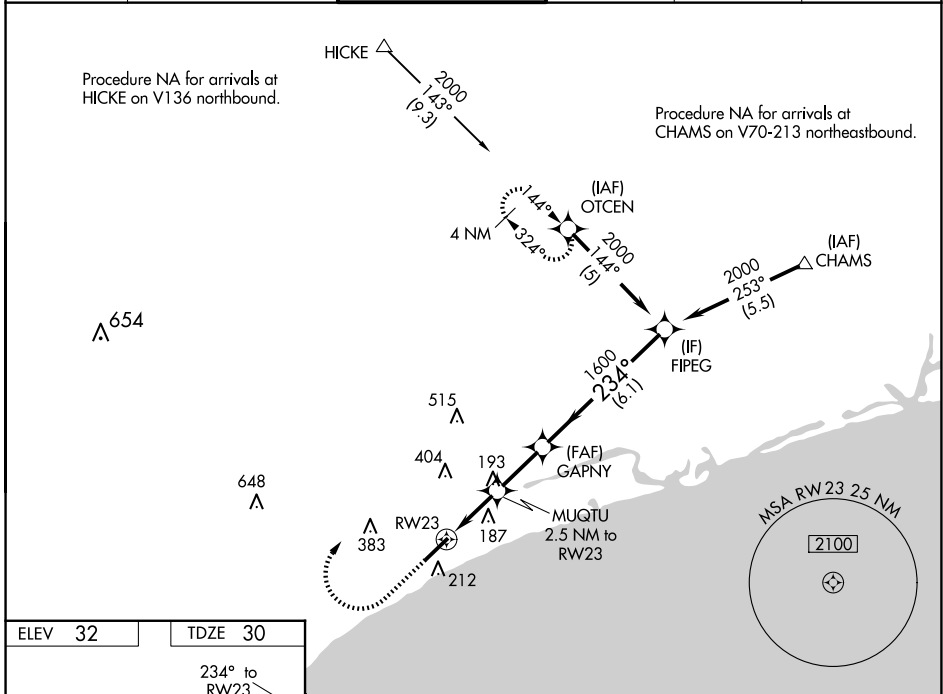 HICKE
Procedure NA for arrivals at
HICKE on V136 northbound.
2000
143°
(9.3)
Procedure NA for arrivals at
CHAMS on V70-213 northeastbound.
(IAF)
OTCEN
144°
324°
4 NM
2000
144°
(5)
(IAF)
CHAMS
2000
253°
(5.5)
654
(IF)
FIPEG
1600
234°
(6.1)
515
(FAF)
GAPNY
404
193
648
MUQTU
2.5 NM to
RW23
RW23
187
383
212
MSA RW23 25 NM
2100
ELEV 32
TDZE 30
234° to
RW23